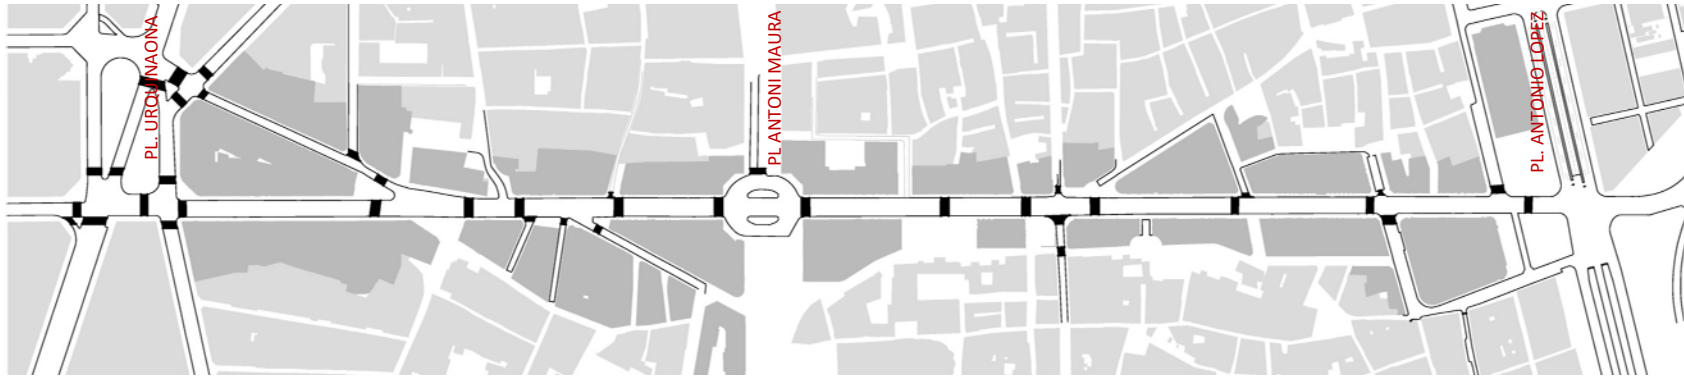 PL. URQUINAONA
PL ANTONI MAURA
PL. ANTONIO LOPEZ